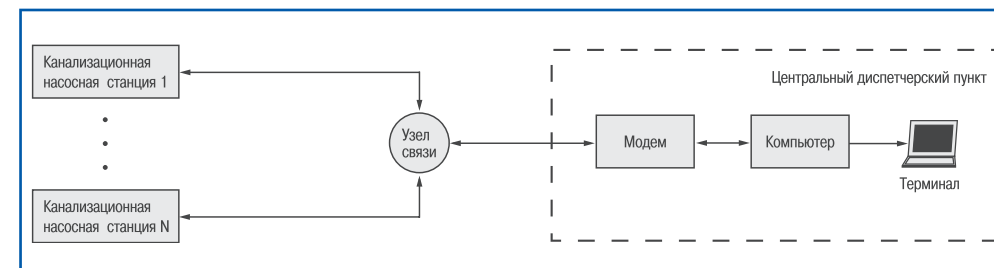 Канализационная
насосная станция 1
Центральный диспетчерский пункт
Узел
связи
Модем
Компьютер
Терминал
Канализационная
насосная станция N